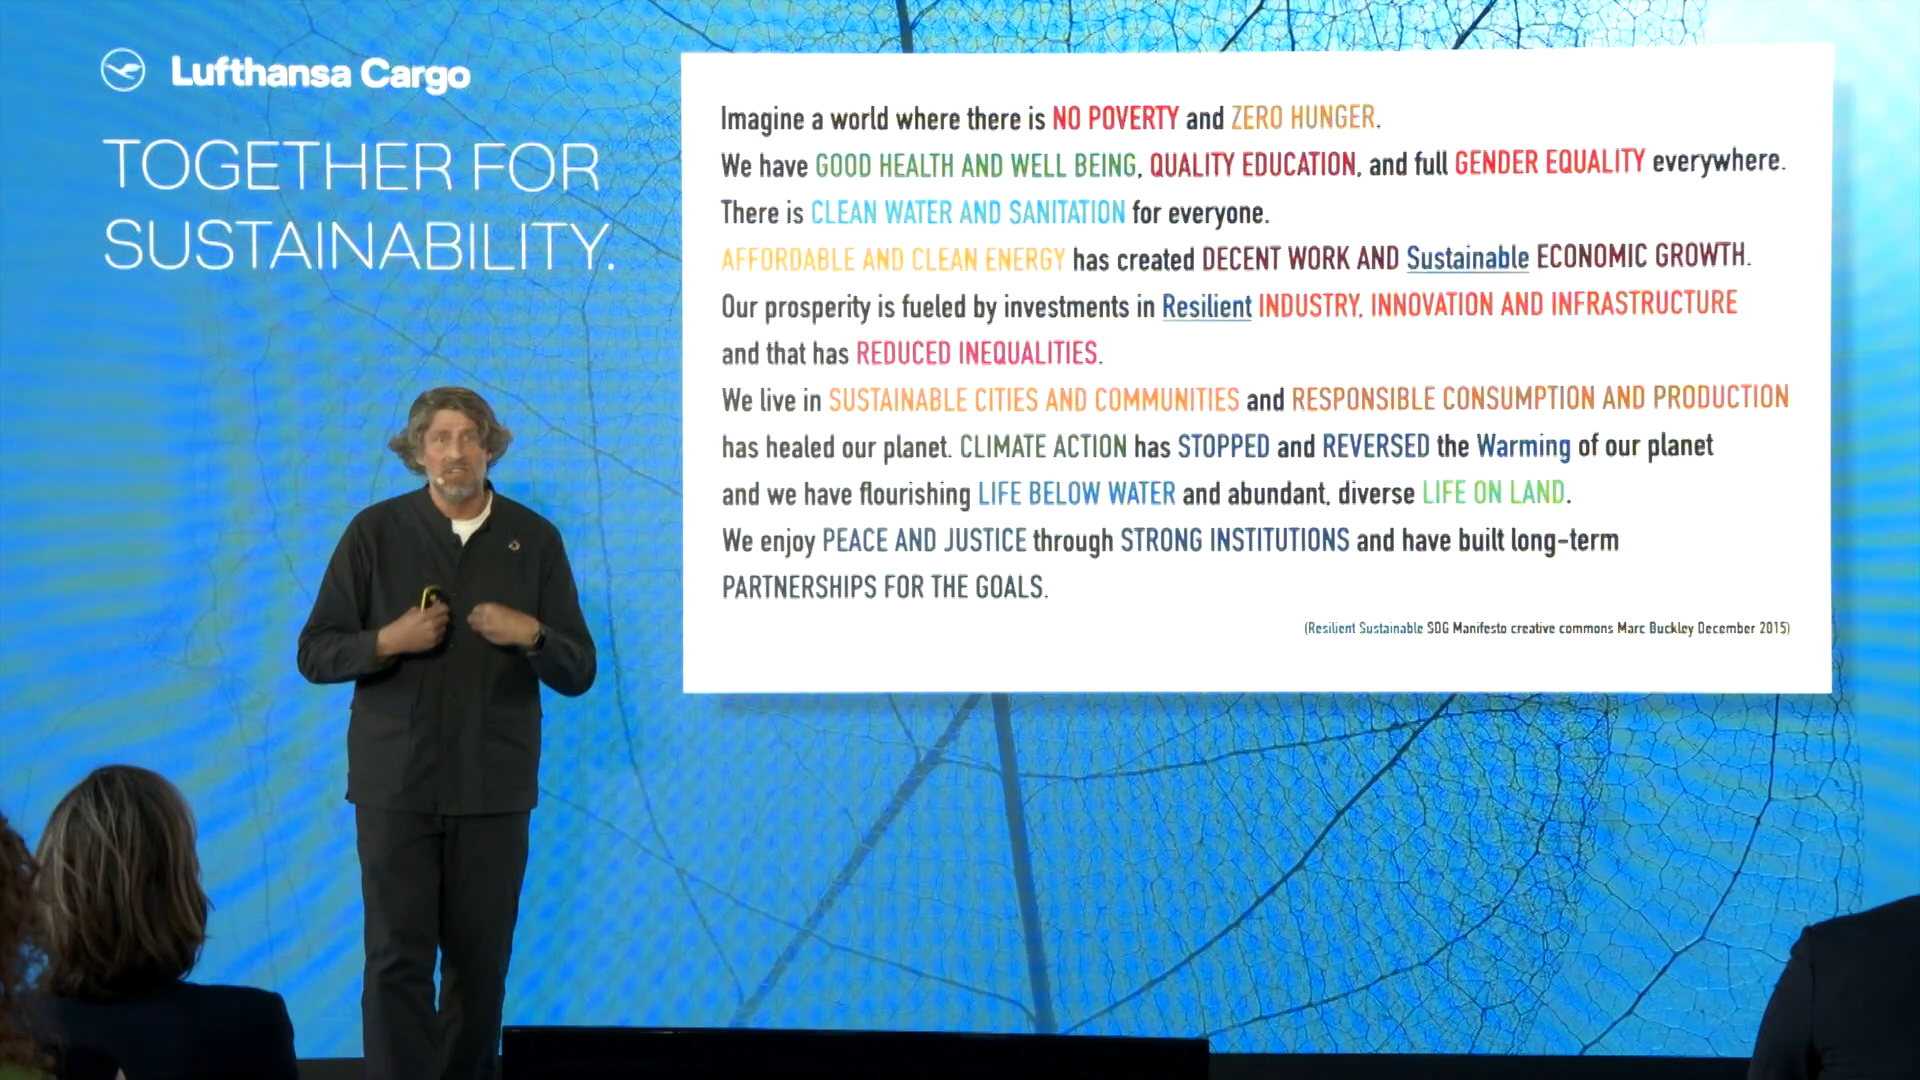 Lufthansa Cargo
TOGETHER FOR
SUSTAINABILITY.
Imagine a world where there is NO POVERTY and ZERO HUNGER.
We have GOOD HEALTH AND WELL BEING, QUALITY EDUCATION, and full GENDER EQUALITY everywhere.
There is CLEAN WATER AND SANITATION for everyone.
AFFORDABLE AND CLEAN ENERGY has created DECENT WORK AND Sustainable ECONOMIC GROWTH.
Our prosperity is fueled by investments in Resilient INDUSTRY, INNOVATION AND INFRASTRUCTURE
and that has REDUCED INEQUALITIES.
We live in SUSTAINABLE CITIES AND COMMUNITIES and RESPONSIBLE CONSUMPTION AND PRODUCTION
has healed our planet. CLIMATE ACTION has STOPPED and REVERSED the Warming of our planet
and we have flourishing LIFE BELOW WATER and abundant, diverse LIFE ON LAND.
We enjoy PEACE AND JUSTICE through STRONG INSTITUTIONS and have built long-term
PARTNERSHIPS FOR THE GOALS.
(Resilient Sustainable SDG Manifesto creative commons Marc Buckley December 2015)